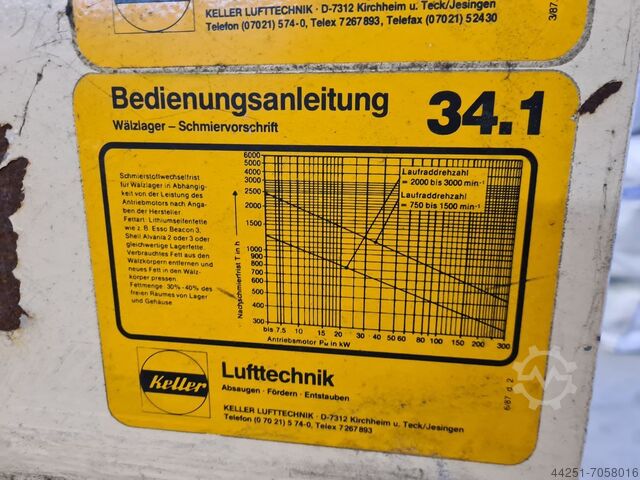 KELLER LUFTTECHNIK · D-7312 Kirchheim u. Teck/Jesingen
Telefon (07021) 574-0, Telex 7267893, Telefax (07021) 52430
3/87
Bedienungsanleitung 34.1
Wälzlager – Schmiervorschrift
Schmierstoffwechselfrist
für Wälzlager in Abhängig-
keit von der Leistung des
Antriebmotors nach Anga-
ben der Hersteller
Fettart: Lithiumseifenfette
wie z. B. Esso Beacon 3,
Shell Alvania 2 oder 3 oder
gleichwertige Lagerfette.
Verbrauchtes Fett aus den
Wälzkörpern entfernen und
neues Fett in den Wälz-
körper pressen.
Fettmenge: 30% -40% des
freien Raumes von Lager
und Gehäuse
Nachschmierfrist T in h
6000
5000
4000
3000
2500
2000
1500
1000
900
800
700
600
500
400
300
Laufraddrehzahl
= 2000 bis 3000 min⁻¹
Laufraddrehzahl
= 750 bis 1500 min⁻¹
bis 7.5 10 15 20 30 40 50 60 80 100 150 200 300
Antriebsmotor PM in kW
Keller
Lufttechnik
Absaugen · Fördern · Entstauben
KELLER LUFTTECHNIK · D-7312 Kirchheim u. Teck/Jesingen
Telefon (0 70 21) 5 74-0, Telex 7 267 893
6/87 d. 2
44251-7058016